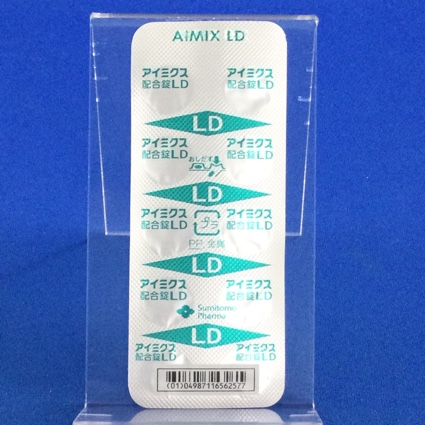 AIMIX LD
アイミクス アイミクス
配合錠LD 配合錠LD
LD
アイミクス アイミクス
配合錠LD 配合錠LD
おしだす
LD
アイミクス アイミクス
配合錠LD 配合錠LD
プラ
PP, 金属
LD
アイミクス アイミクス
配合錠LD 配合錠LD
Sumitomo
Pharma
LD
アイミクス アイミクス
配合錠LD 配合錠LD
(01)04987116562577